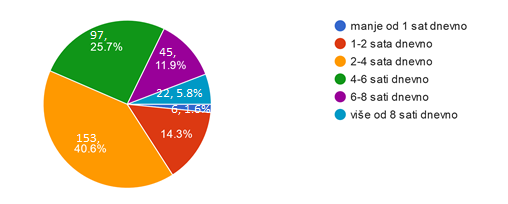 97,
25.7%
45,
11.9%
22, 5.8%
6, 1.6%
14.3%
153,
40.6%
manje od 1 sat dnevno
1-2 sata dnevno
2-4 sata dnevno
4-6 sati dnevno
6-8 sati dnevno
više od 8 sati dnevno